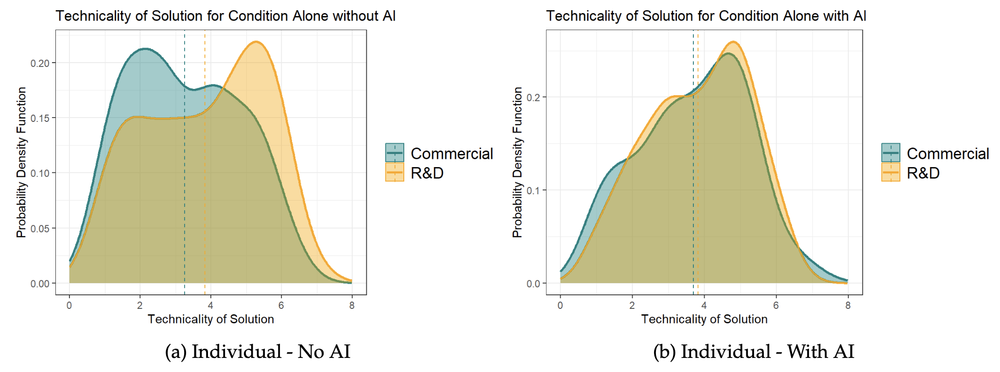 Technicality of Solution for Condition Alone without AI
Probability Density Function
0.20
0.15
0.10
0.05
0.00
0 2 4 6 8
Technicality of Solution
Commercial
R&D
(a) Individual - No AI
Technicality of Solution for Condition Alone with AI
Probability Density Function
0.2
0.1
0.0
0 2 4 6 8
Technicality of Solution
Commercial
R&D
(b) Individual - With AI